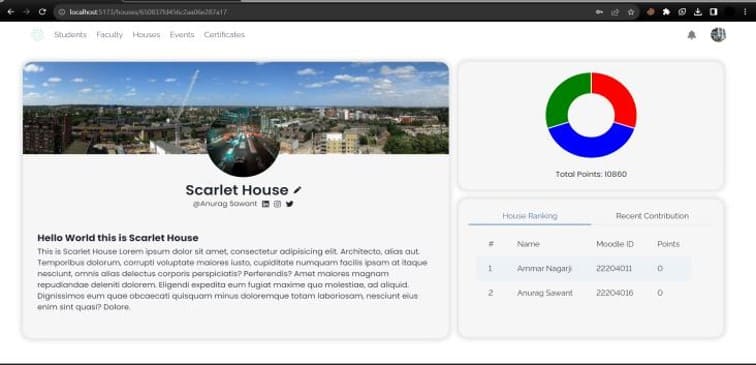 localhost:5173/houses/650837fd456c2aa06e287a17
Students Faculty Houses Events Certificates
Scarlet House
@Anurag Sawant
Hello World this is Scarlet House
This is Scarlet House Lorem ipsum dolor sit amet, consectetur adipisicing elit. Architecto, alias aut.
Temporibus dolorum, corrupti voluptate maiores iusto, cupiditate numquam facilis ipsam at itaque
nesciunt, omnis alias delectus corporis perspiciatis? Perferendis? Amet maiores magnam
repudiandae deleniti dolorem. Eligendi expedita eum fugiat maxime quo molestiae, ad aliquid.
Dignissimos eum quae obcaecati quisquam minus doloremque totam laboriosam, nesciunt eius
enim sint quasi? Dolore.
Total Points: 10860
House Ranking Recent Contribution
# Name Moodle ID Points
1 Ammar Nagarji 22204011 0
2 Anurag Sawant 22204016 0